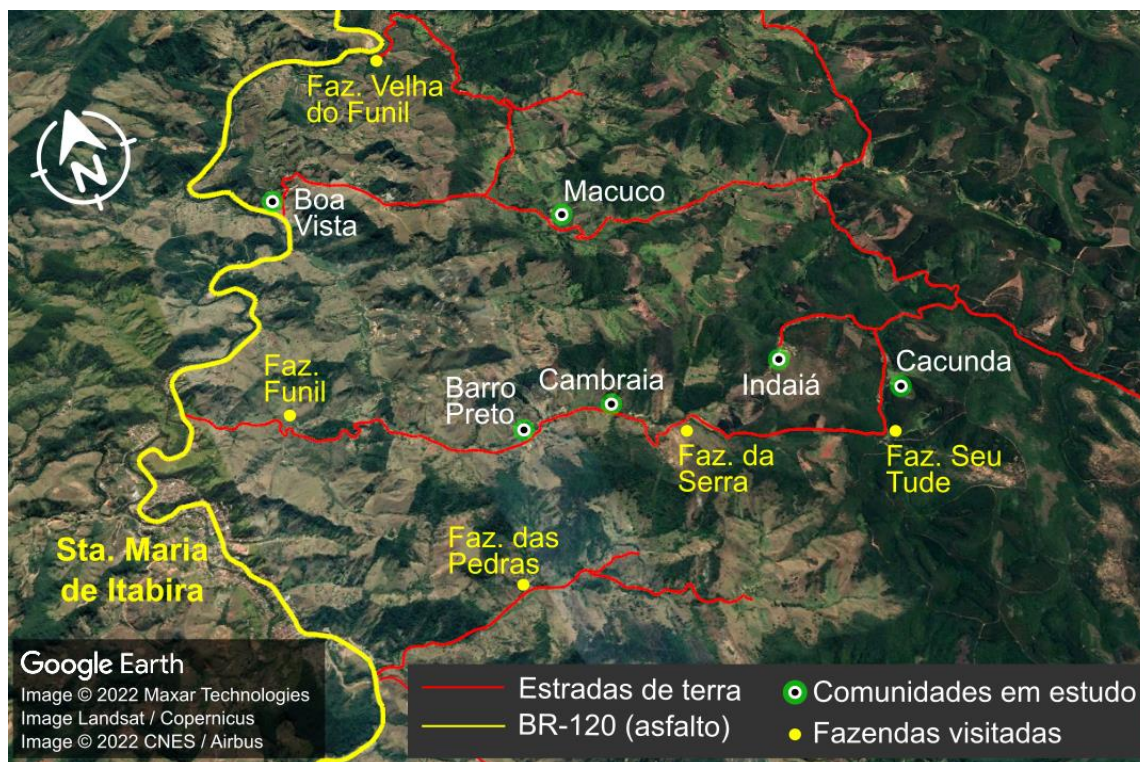 Faz. Velha
do Funil
N
Boa
Vista
Macuco
Faz.
Funil
Barro
Preto
Cambraia
Indaiá
Cacunda
Faz. da
Serra
Faz. Seu
Tude
Faz. das
Pedras
Sta. Maria
de Itabira
Google Earth
Image © 2022 Maxar Technologies
Image Landsat / Copernicus
Image © 2022 CNES / Airbus
Estradas de terra
BR-120 (asfalto)
Comunidades em estudo
Fazendas visitadas